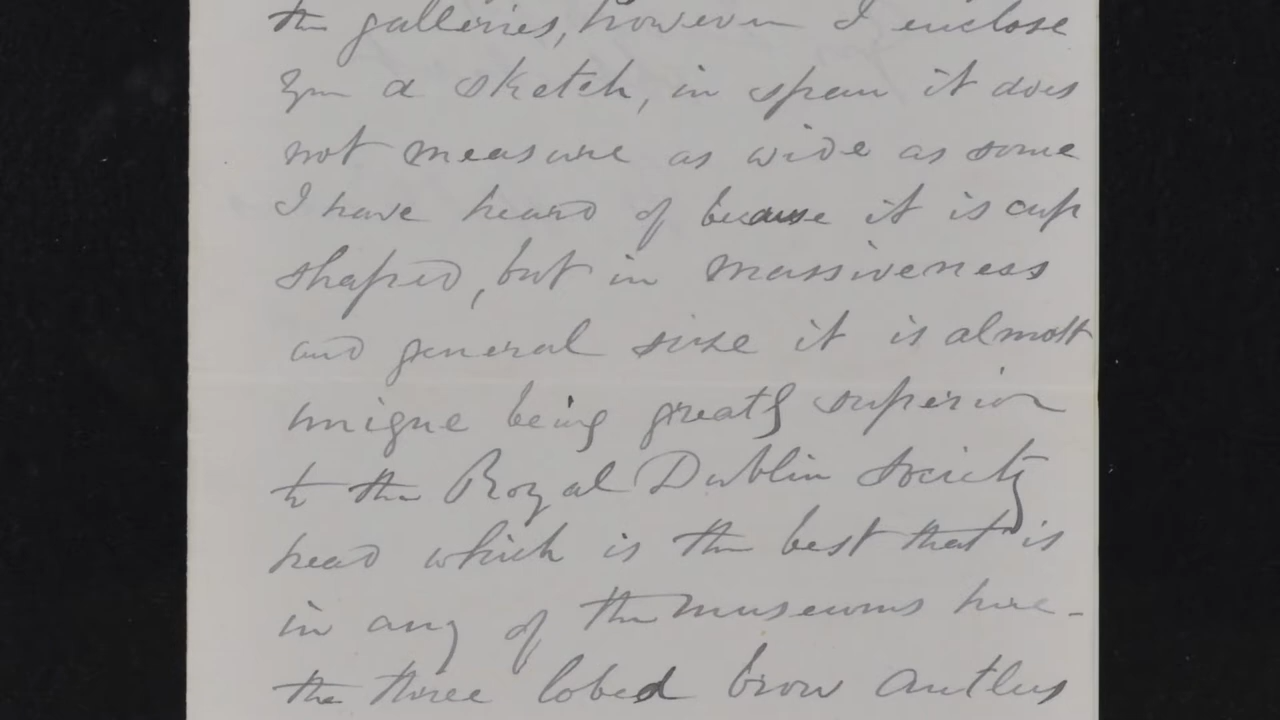 the galleries, however I enclose
you a sketch, in span it does
not measure as wide as some
I have heard of because it is cup
shaped, but in massiveness
and general size it is almost
unique being greatly superior
to the Royal Dublin Society
head which is the best that is
in any of the museums here -
the three lobed brow antlers